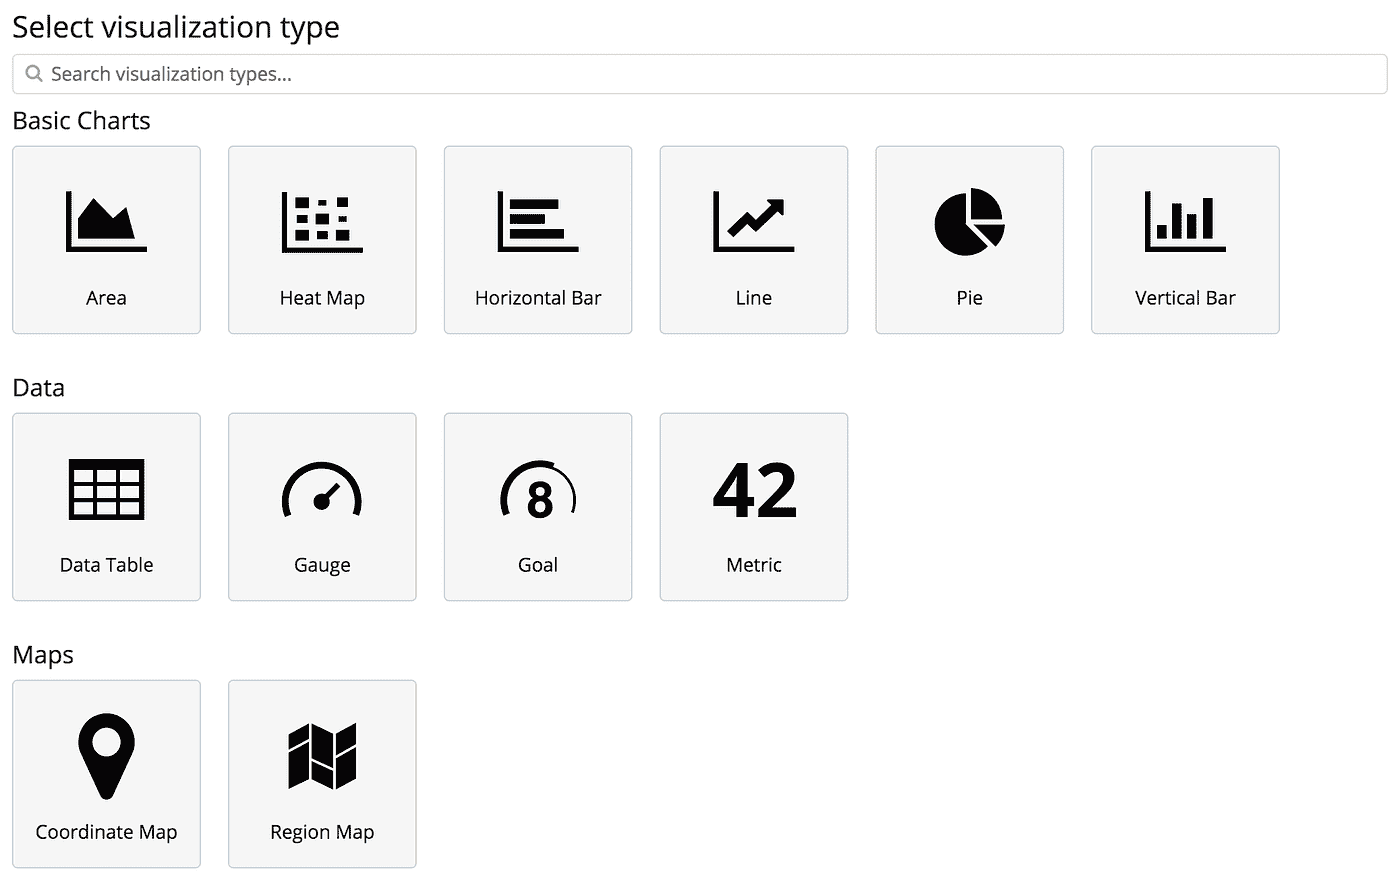 Select visualization type
Search visualization types...
Basic Charts
Area
Heat Map
Horizontal Bar
Line
Pie
Vertical Bar
Data
8
42
Data Table
Gauge
Goal
Metric
Maps
Coordinate Map
Region Map